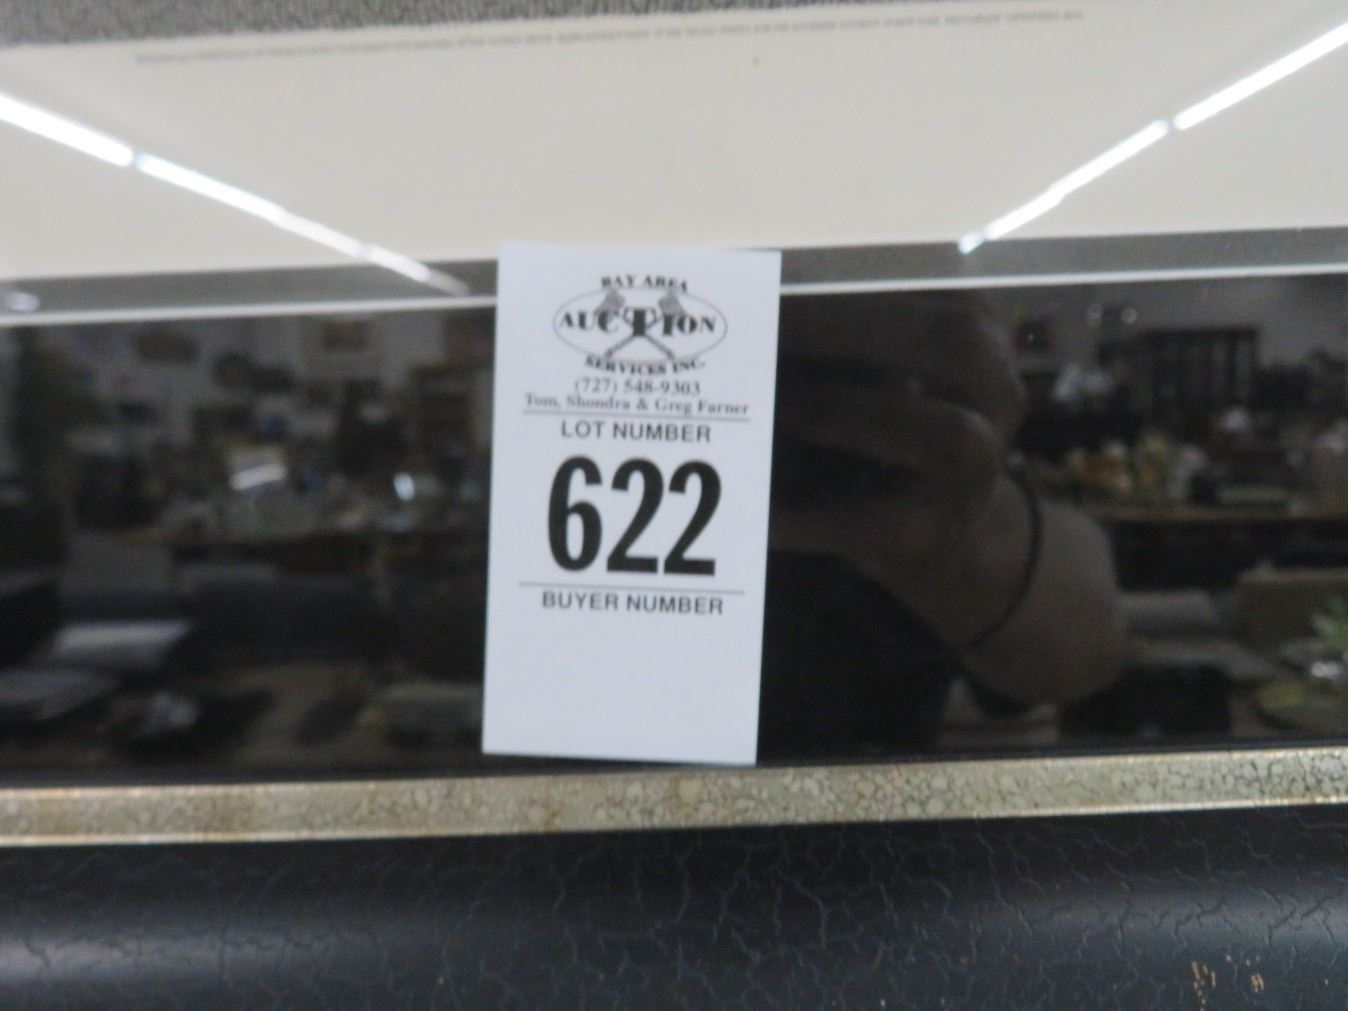 BAY AREA
AUCTION
SERVICES INC.
(727) 548-9303
Tom, Shondra & Greg Farner
LOT NUMBER
622
BUYER NUMBER